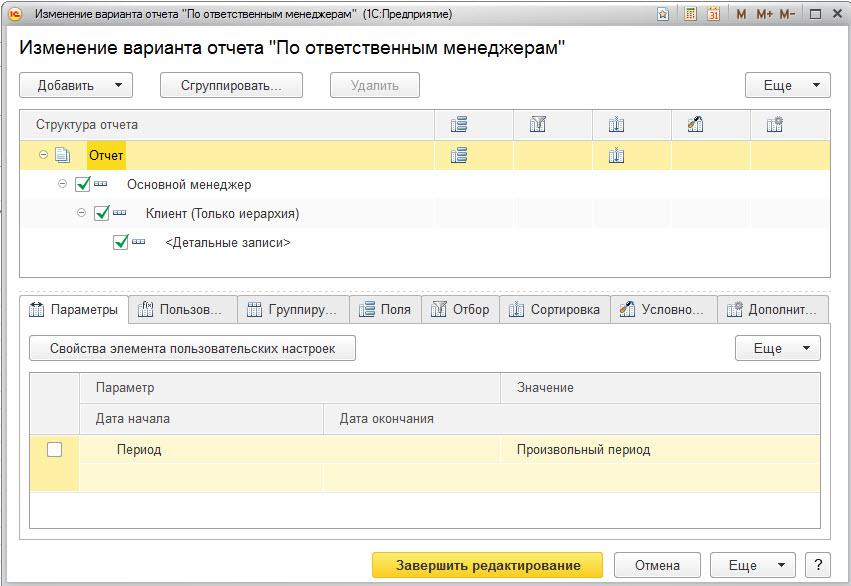 Изменение варианта отчета "По ответственным менеджерам" (1С:Предприятие)
M M+ M-
Изменение варианта отчета "По ответственным менеджерам"
Добавить Сгруппировать... Удалить Еще
Структура отчета
Отчет
Основной менеджер
Клиент (Только иерархия)
<Детальные записи>
Параметры Пользов... Группиру... Поля Отбор Сортировка Условно... Дополнит...
Свойства элемента пользовательских настроек Еще
Параметр Значение
Дата начала Дата окончания
Период Произвольный период
Завершить редактирование Отмена Еще ?